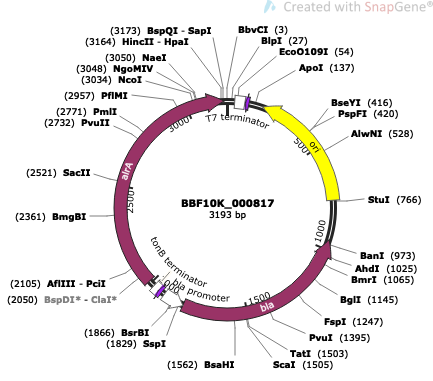 Created with SnapGene®
(3173) BspQI - SapI
(3164) HincII - HpaI
(3050) NaeI
(3048) NgoMIV
(3034) NcoI
(2957) PflMI
(2771) PmlI
(2732) PvuII
(2521) SacII
(2361) BmgBI
(2105) AflIII - PciI
(2050) BspDI* - ClaI*
(1866) BsrBI
(1829) SspI
(1562) BsaHI
BbvCI (3)
BlpI (27)
EcoO109I (54)
ApoI (137)
BseYI (416)
PspFI (420)
AlwNI (528)
StuI (766)
BanI (973)
AhdI (1025)
BmrI (1065)
BglI (1145)
FspI (1247)
PvuI (1395)
TatI (1503)
ScaI (1505)
T7 terminator
ori
alrA
bla
tonB terminator
bla promoter
500
1000
1500
2500
3000
BBF10K_000817
3193 bp